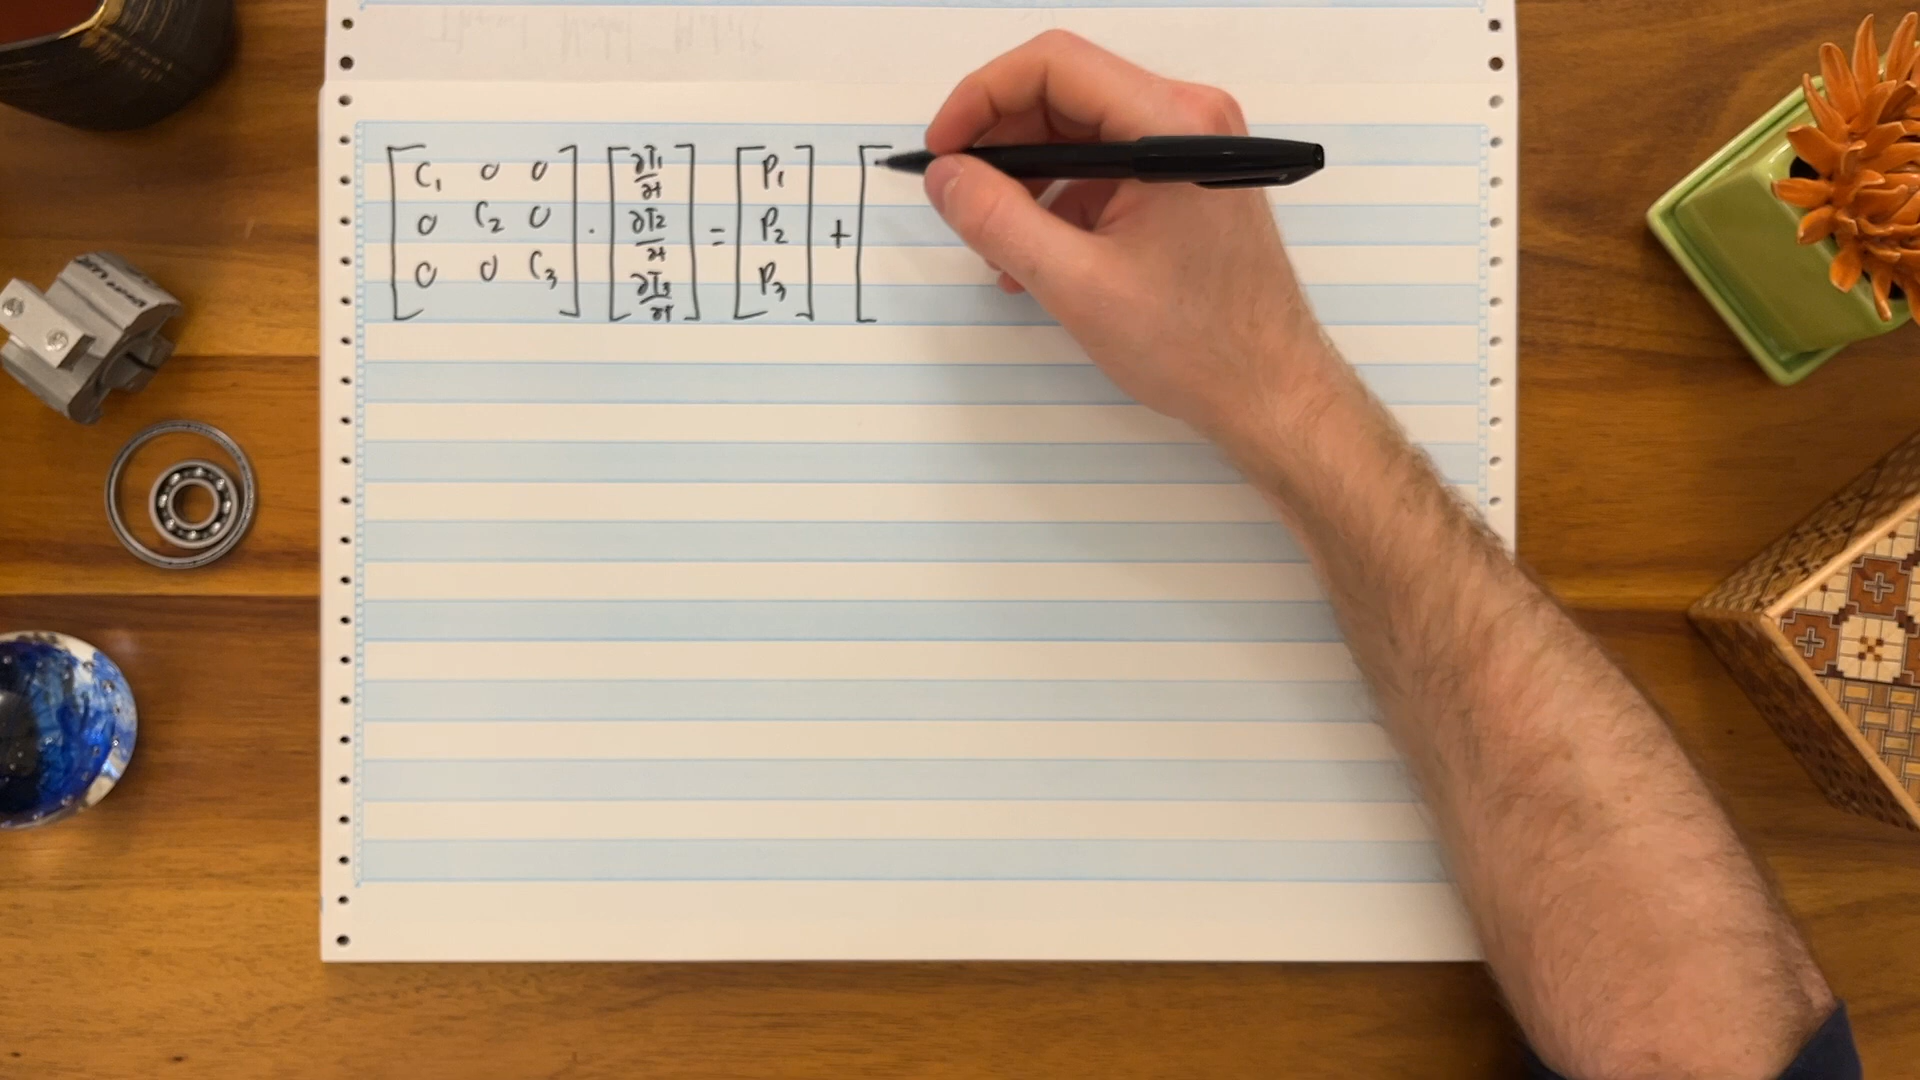 [C₁ 0 0; 0 C₂ 0; 0 0 C₃] · [∂T₁/∂t; ∂T₂/∂t; ∂T₃/∂t] = [P₁; P₂; P₃] + [